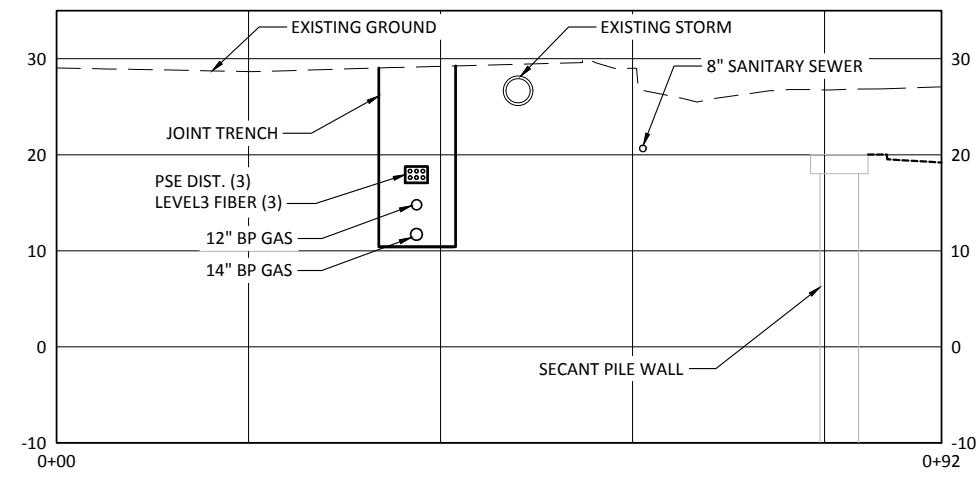 EXISTING GROUND
EXISTING STORM
30
30
8" SANITARY SEWER
JOINT TRENCH
20
20
PSE DIST. (3)
LEVEL3 FIBER (3)
12" BP GAS
10
10
14" BP GAS
0
0
SECANT PILE WALL
-10
-10
0+00
0+92